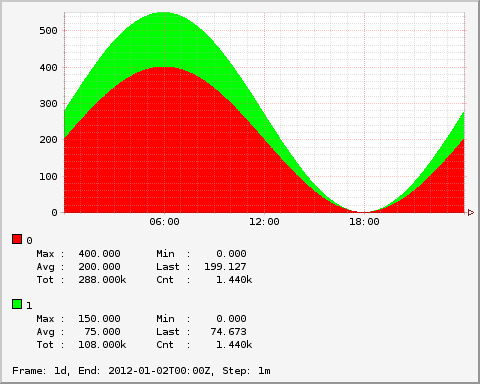 500
400
300
200
100
0
06:00 12:00 18:00
0
Max : 400.000 Min : 0.000
Avg : 200.000 Last : 199.127
Tot : 288.000k Cnt : 1.440k
1
Max : 150.000 Min : 0.000
Avg : 75.000 Last : 74.673
Tot : 108.000k Cnt : 1.440k
Frame: 1d, End: 2012-01-02T00:00Z, Step: 1m